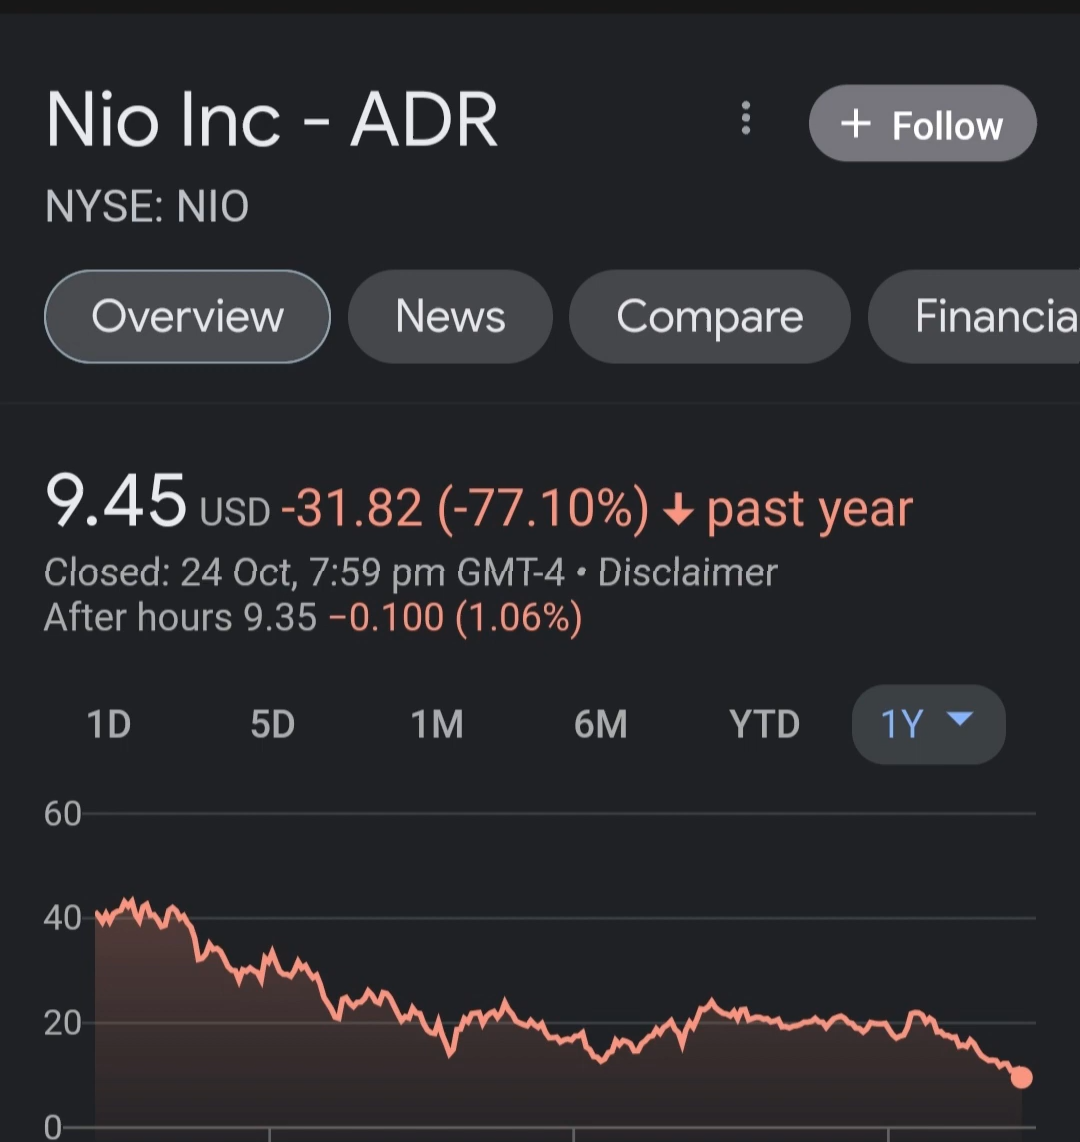 Nio Inc - ADR
+ Follow
NYSE: NIO
Overview News Compare Financia
9.45 USD -31.82 (-77.10%) ↓ past year
Closed: 24 Oct, 7:59 pm GMT-4 • Disclaimer
After hours 9.35 −0.100 (1.06%)
1D 5D 1M 6M YTD 1Y
60
40
20
0